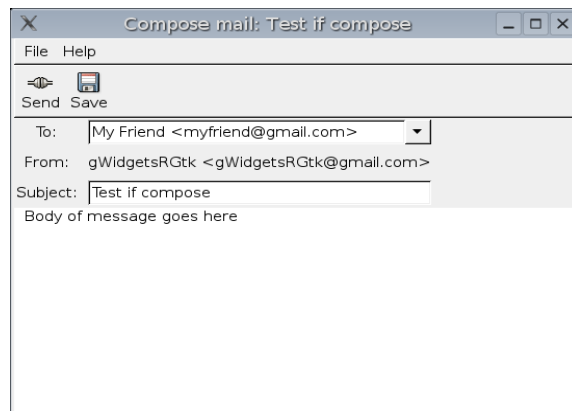 Compose mail: Test if compose
File Help
Send Save
To: My Friend <myfriend@gmail.com>
From: gWidgetsRGtk <gWidgetsRGtk@gmail.com>
Subject: Test if compose
Body of message goes here